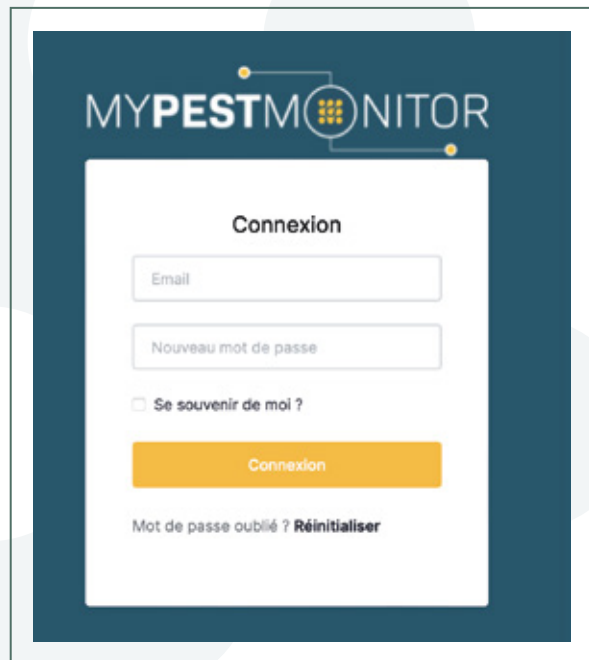 MYPESTMONITOR
Connexion
Email
Nouveau mot de passe
Se souvenir de moi ?
Connexion
Mot de passe oublié ? Réinitialiser